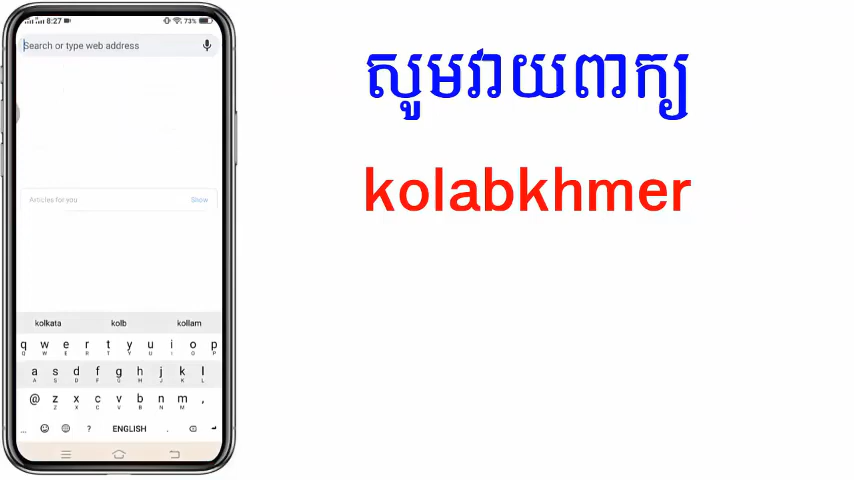 8:27 73%
Search or type web address
សូមវាយពាក្យ
kolabkhmer
Articles for you Show
kolkata kolb kollam
q w e r t y u i o p
Q W E R T Y U I O P
a s d f g h j k l
A S D F G H J K L
@ z x c v b n m ,
Z X C V B N M
... ? ENGLISH .